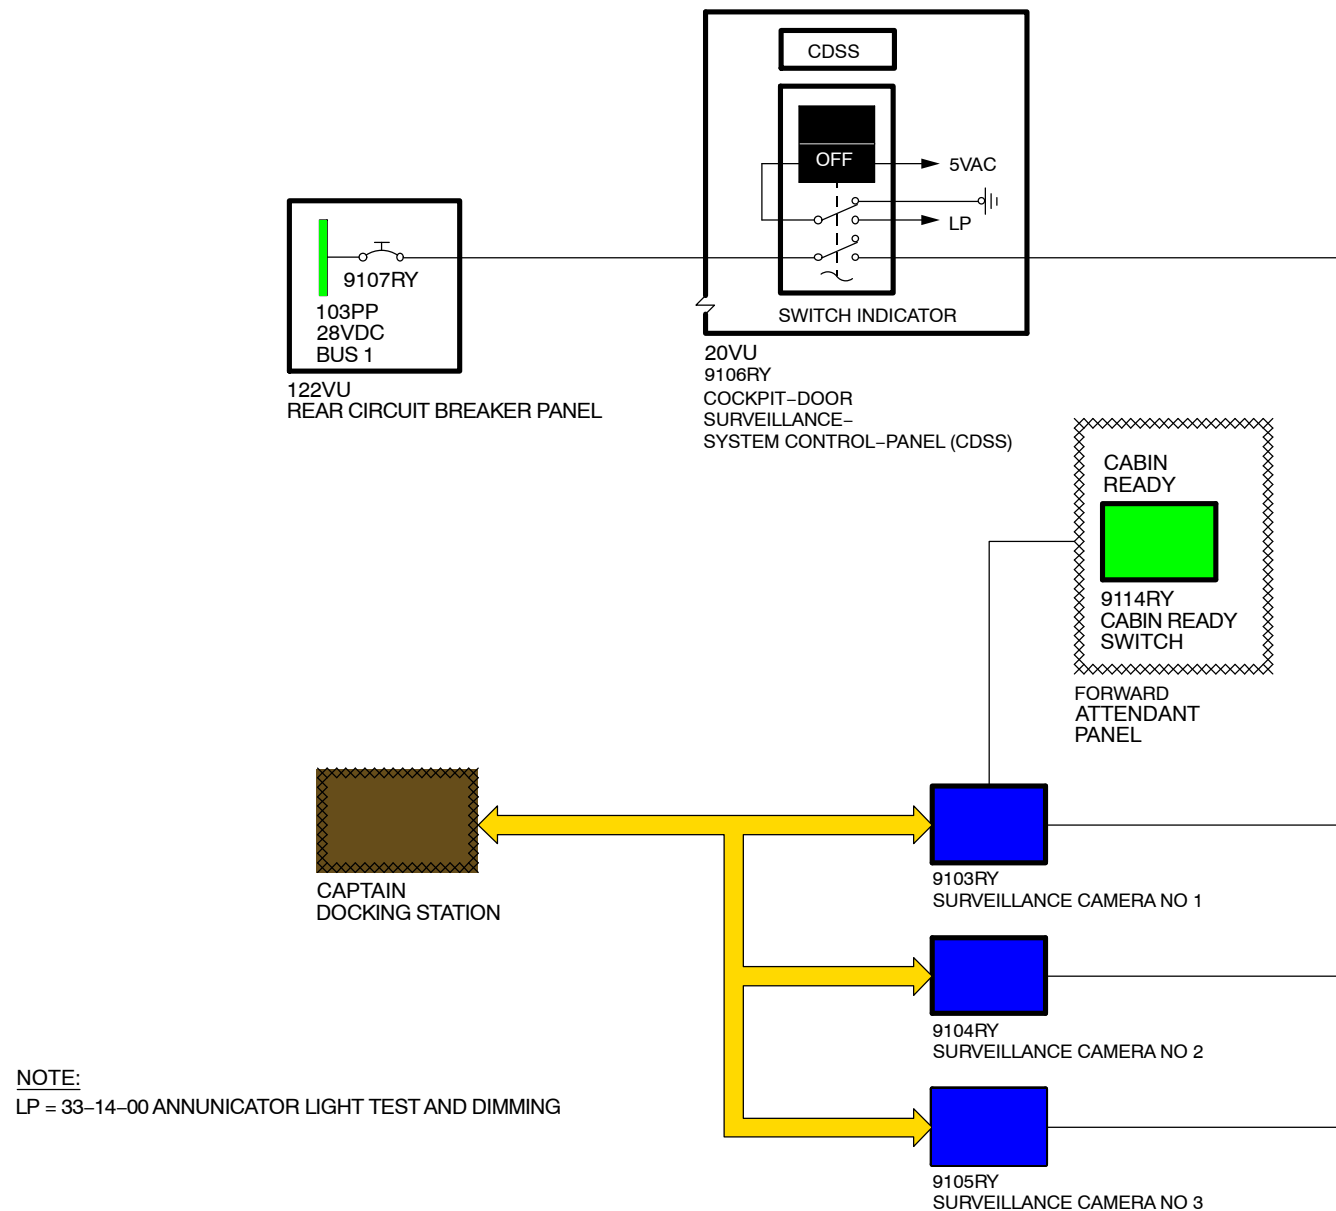 CDSS
OFF
5VAC
LP
SWITCH INDICATOR
20VU
9106RY
COCKPIT–DOOR
SURVEILLANCE–
SYSTEM CONTROL–PANEL (CDSS)
9107RY
103PP
28VDC
BUS 1
122VU
REAR CIRCUIT BREAKER PANEL
CABIN
READY
9114RY
CABIN READY
SWITCH
FORWARD
ATTENDANT
PANEL
CAPTAIN
DOCKING STATION
9103RY
SURVEILLANCE CAMERA NO 1
9104RY
SURVEILLANCE CAMERA NO 2
9105RY
SURVEILLANCE CAMERA NO 3
NOTE:
LP = 33–14–00 ANNUNICATOR LIGHT TEST AND DIMMING